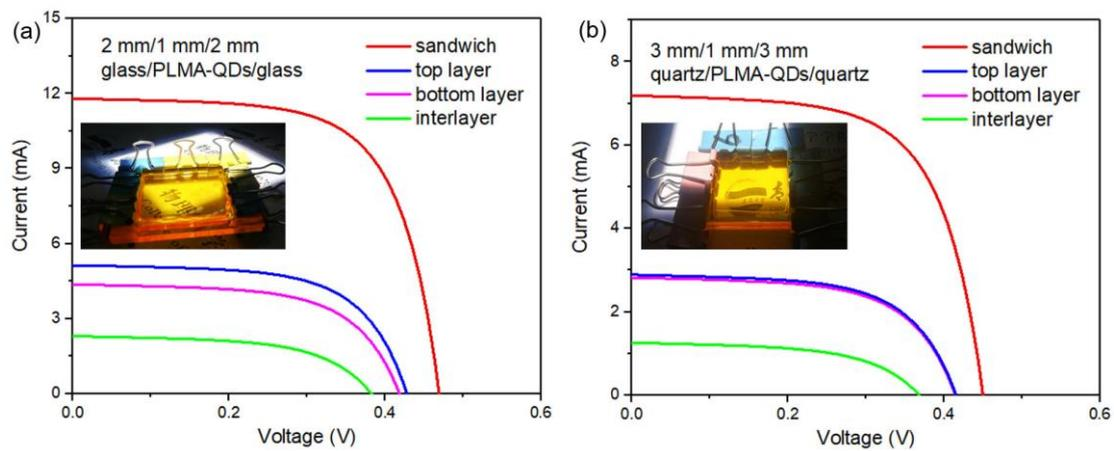 (a)
15
12
9
6
3
0
0.0 0.2 0.4 0.6
Current (mA)
Voltage (V)
2 mm/1 mm/2 mm
glass/PLMA-QDs/glass
sandwich
top layer
bottom layer
interlayer
(b)
8
6
4
2
0
0.0 0.2 0.4 0.6
Current (mA)
Voltage (V)
3 mm/1 mm/3 mm
quartz/PLMA-QDs/quartz
sandwich
top layer
bottom layer
interlayer